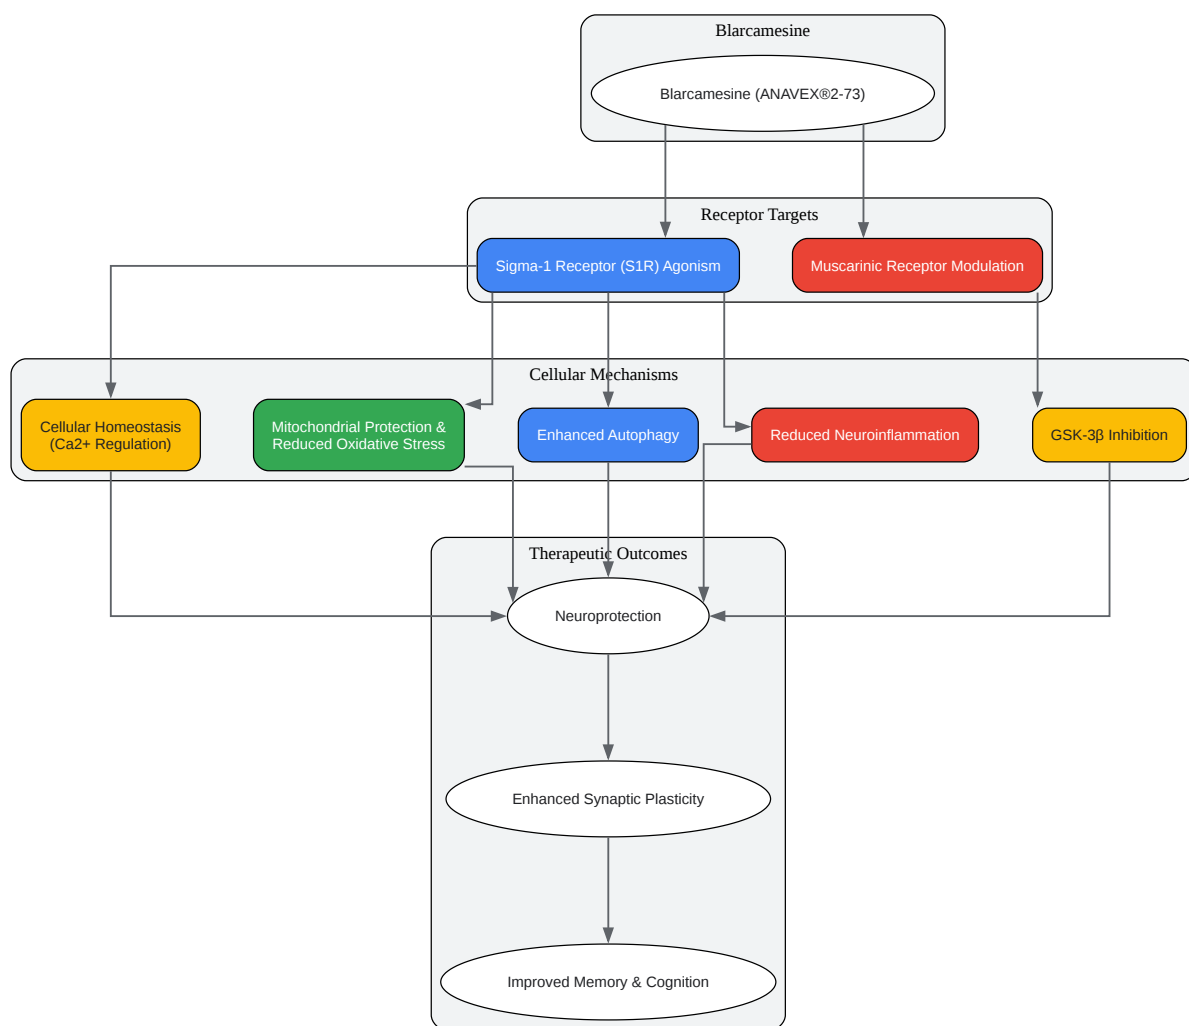 Blarcamesine
Blarcamesine (ANAVEX®2-73)
Receptor Targets
Sigma-1 Receptor (S1R) Agonism
Muscarinic Receptor Modulation
Cellular Mechanisms
Cellular Homeostasis
(Ca2+ Regulation)
Mitochondrial Protection &
Reduced Oxidative Stress
Enhanced Autophagy
Reduced Neuroinflammation
GSK-3β Inhibition
Therapeutic Outcomes
Neuroprotection
Enhanced Synaptic Plasticity
Improved Memory & Cognition